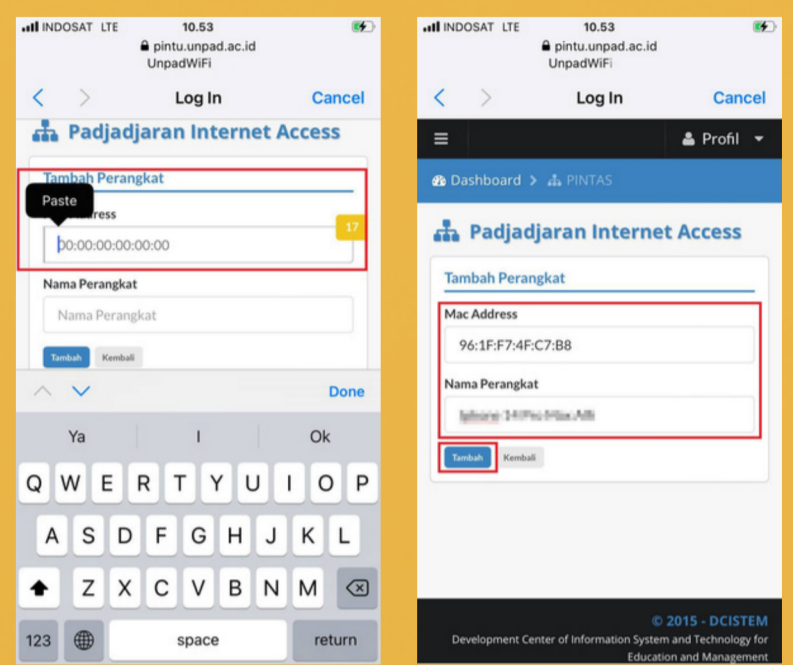 INDOSAT LTE 10.53
pintu.unpad.ac.id
UnpadWiFi
Log In Cancel
Padjadjaran Internet Access
Tambah Perangkat
Paste
17
00:00:00:00:00:00
Nama Perangkat
Nama Perangkat
Tambah Kembali
Done
Ya I Ok
Q W E R T Y U I O P
A S D F G H J K L
Z X C V B N M
123 space return
INDOSAT LTE 10.53
pintu.unpad.ac.id
UnpadWiFi
Log In Cancel
Profil
Dashboard > PINTAS
Padjadjaran Internet Access
Tambah Perangkat
Mac Address
96:1F:F7:4F:C7:B8
Nama Perangkat
Tambah Kembali
© 2015 - DCISTEM
Development Center of Information System and Technology for
Education and Management